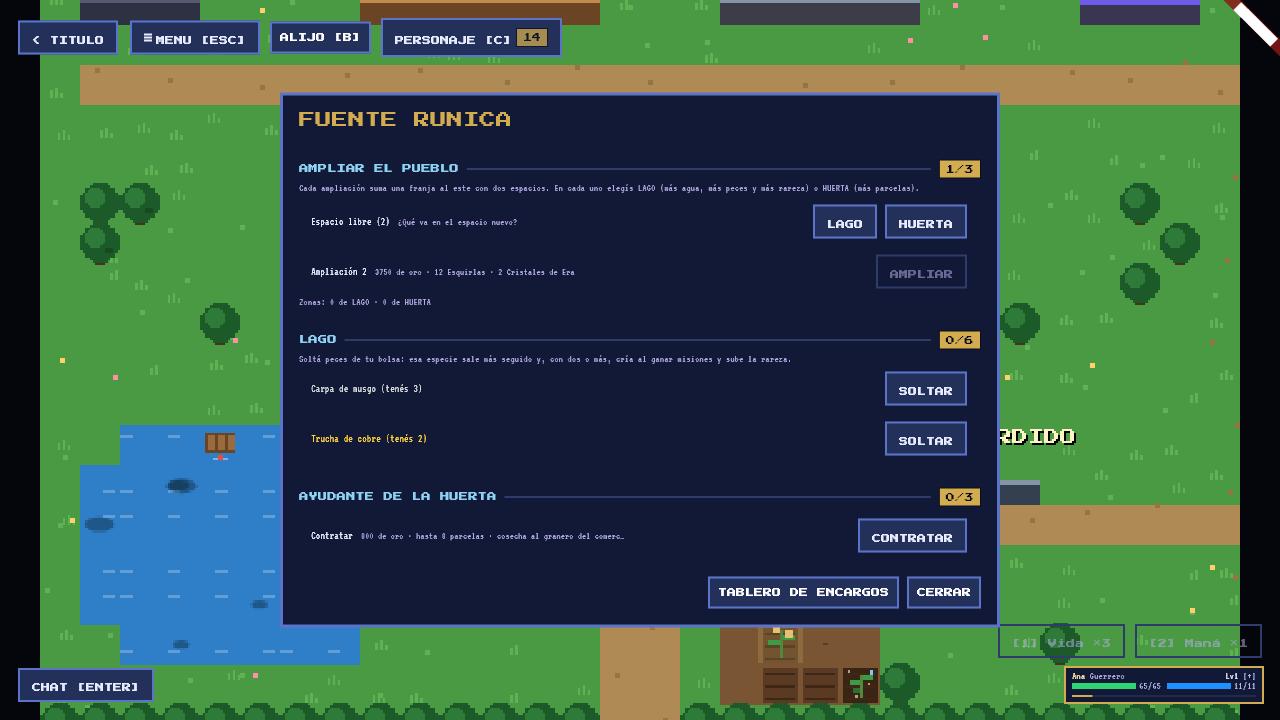 < TITULO
≡MENU [ESC]
ALIJO [B]
PERSONAJE [C] 14
FUENTE RUNICA
AMPLIAR EL PUEBLO 1/3
Cada ampliación suma una franja al este con dos espacios. En cada uno elegís LAGO (más agua, más peces y más rareza) o HUERTA (más parcelas).
Espacio libre (2) ¿Qué va en el espacio nuevo?
LAGO
HUERTA
Ampliación 2 3750 de oro · 12 Esquirlas · 2 Cristales de Era
AMPLIAR
Zonas: 0 de LAGO · 0 de HUERTA
LAGO 0/6
Soltá peces de tu bolsa: esa especie sale más seguido y, con dos o más, cría al ganar misiones y sube la rareza.
Carpa de musgo (tenés 3)
SOLTAR
Trucha de cobre (tenés 2)
SOLTAR
RDIDO
AYUDANTE DE LA HUERTA 0/3
Contratar 800 de oro · hasta 8 parcelas · cosecha al granero del comerc…
CONTRATAR
TABLERO DE ENCARGOS
CERRAR
[1] Vida ×3
[2] Maná ×1
CHAT [ENTER]
Ana Guerrero Lv1 [+]
65/65 11/11